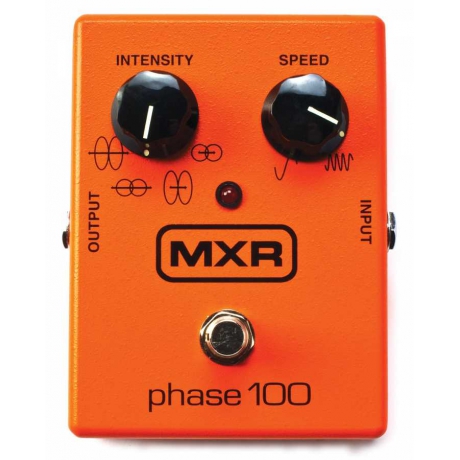 INTENSITY
SPEED
OUTPUT
INPUT
MXR
phase 100